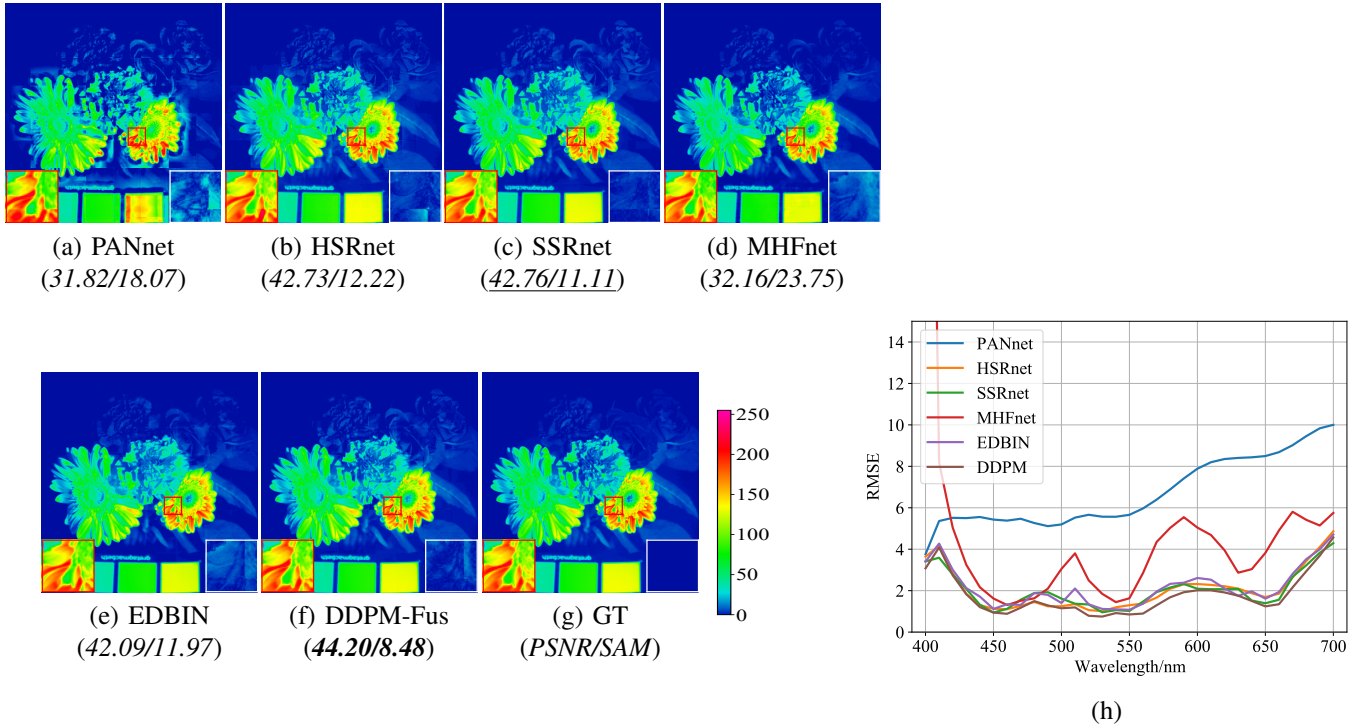 (a) PANnet
(31.82/18.07)
(b) HSRnet
(42.73/12.22)
(c) SSRnet
(42.76/11.11)
(d) MHFnet
(32.16/23.75)
(e) EDBIN
(42.09/11.97)
(f) DDPM-Fus
(44.20/8.48)
(g) GT
(PSNR/SAM)
250
200
150
100
50
0
14
12
10
8
6
4
2
0
RMSE
PANnet
HSRnet
SSRnet
MHFnet
EDBIN
DDPM
400
450
500
550
600
650
700
Wavelength/nm
(h)